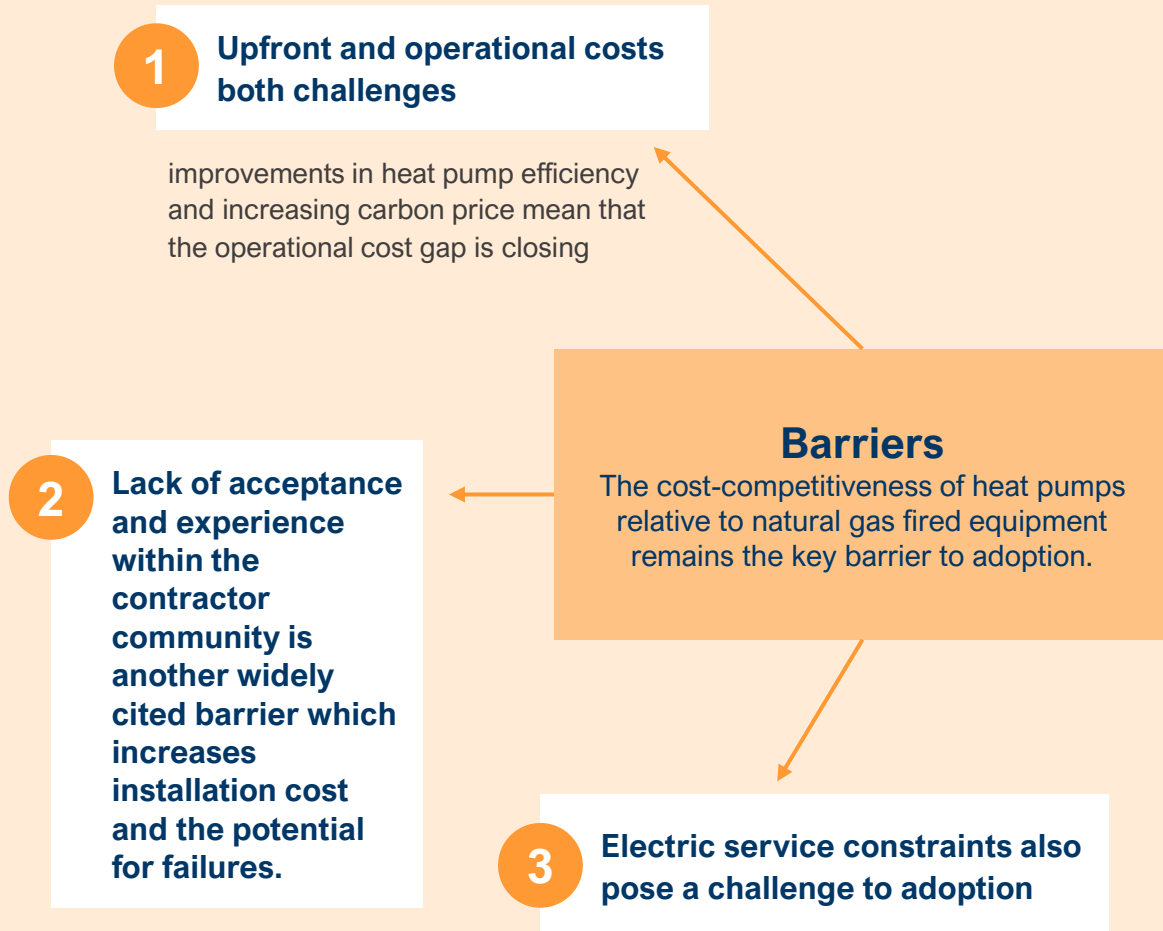 1
Upfront and operational costs
both challenges
improvements in heat pump efficiency
and increasing carbon price mean that
the operational cost gap is closing
Barriers
The cost-competitiveness of heat pumps
relative to natural gas fired equipment
remains the key barrier to adoption.
2
Lack of acceptance
and experience
within the
contractor
community is
another widely
cited barrier which
increases
installation cost
and the potential
for failures.
3
Electric service constraints also
pose a challenge to adoption